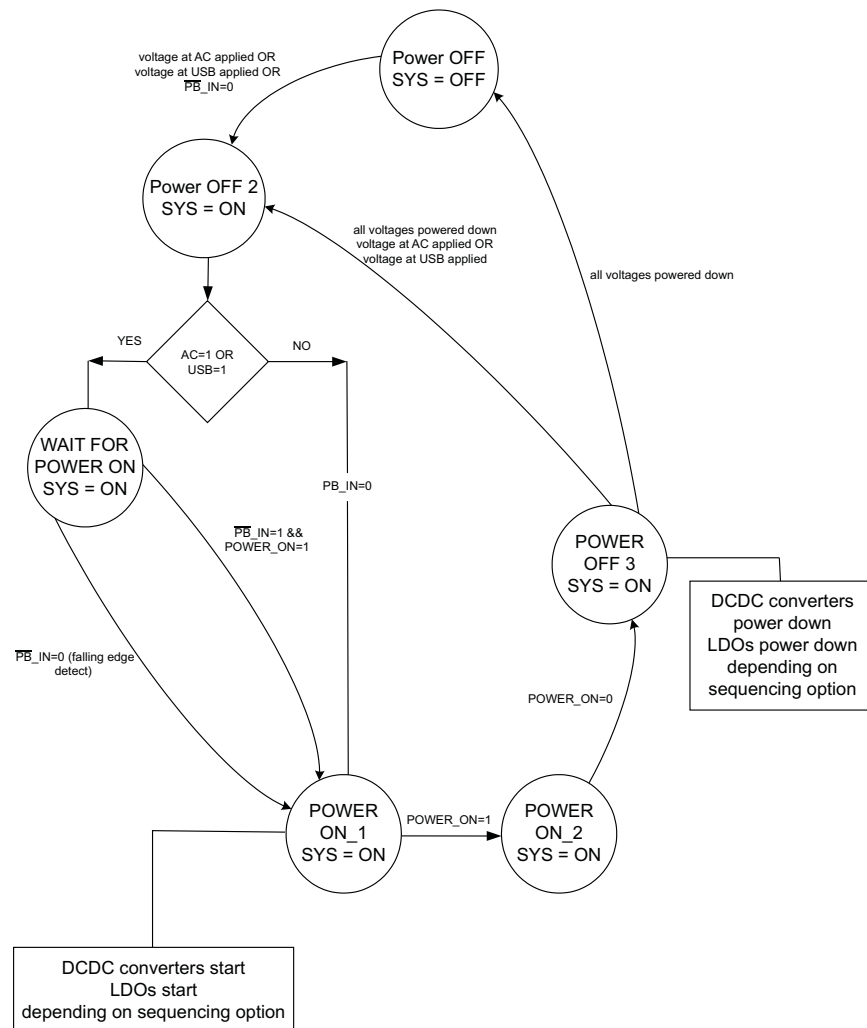 Power OFF
SYS = OFF
voltage at AC applied OR
voltage at USB applied OR
P̅B̅_IN=0
Power OFF 2
SYS = ON
all voltages powered down
voltage at AC applied OR
voltage at USB applied
all voltages powered down
YES
AC=1 OR
USB=1
NO
WAIT FOR
POWER ON
SYS = ON
PB_IN=0
P̅B̅_IN=1 &&
POWER_ON=1
POWER
OFF 3
SYS = ON
DCDC converters
power down
LDOs power down
depending on
sequencing option
P̅B̅_IN=0 (falling edge
detect)
POWER_ON=0
POWER
ON_1
SYS = ON
POWER_ON=1
POWER
ON_2
SYS = ON
DCDC converters start
LDOs start
depending on sequencing option